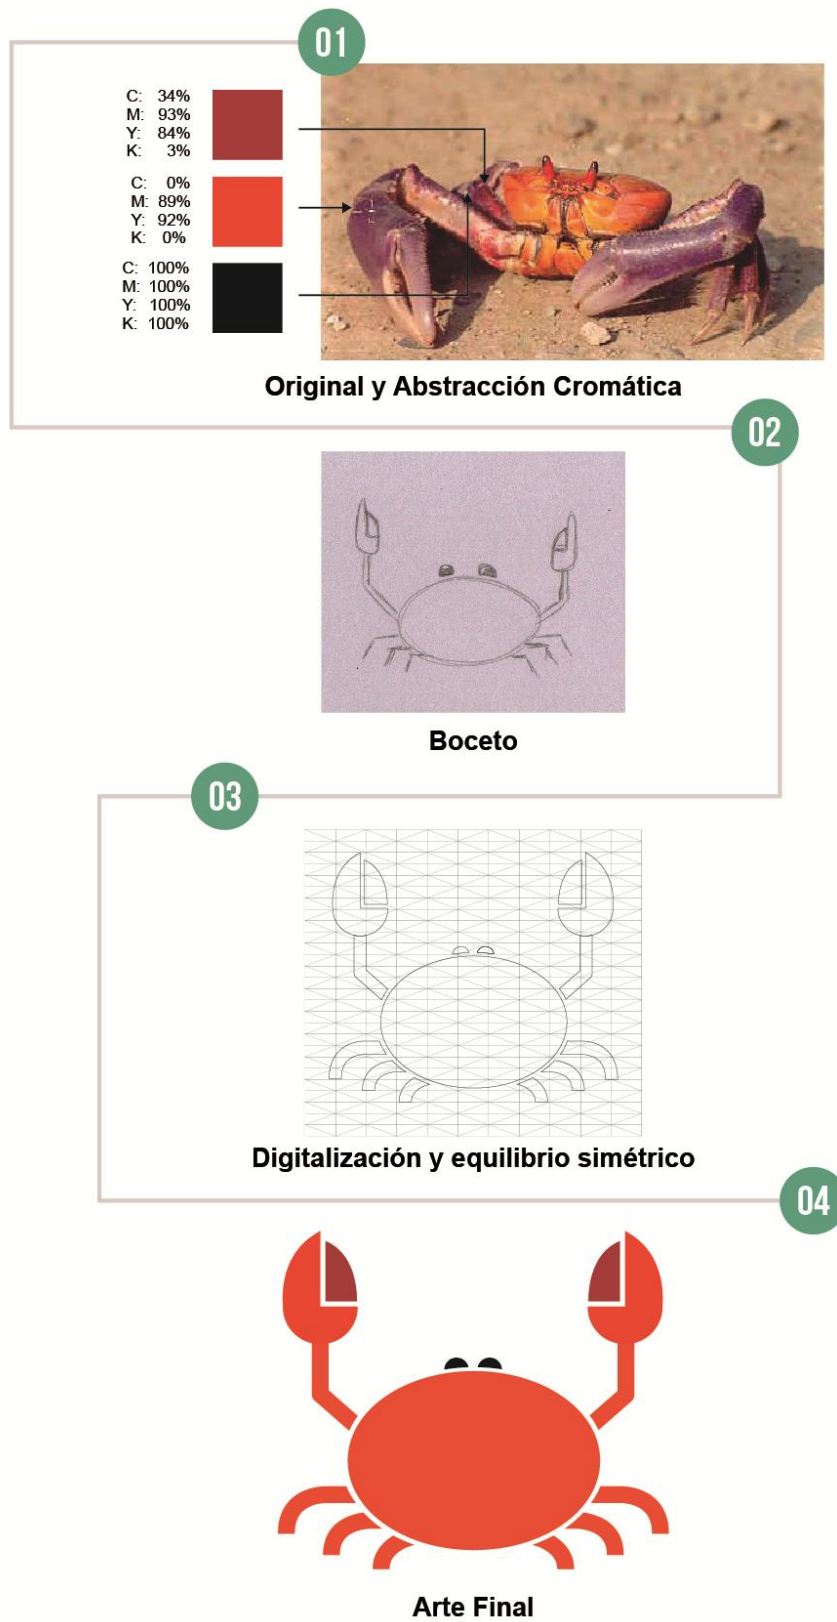 01
C: 34%
M: 93%
Y: 84%
K: 3%
C: 0%
M: 89%
Y: 92%
K: 0%
C: 100%
M: 100%
Y: 100%
K: 100%
Original y Abstracción Cromática
02
Boceto
03
Digitalización y equilibrio simétrico
04
Arte Final